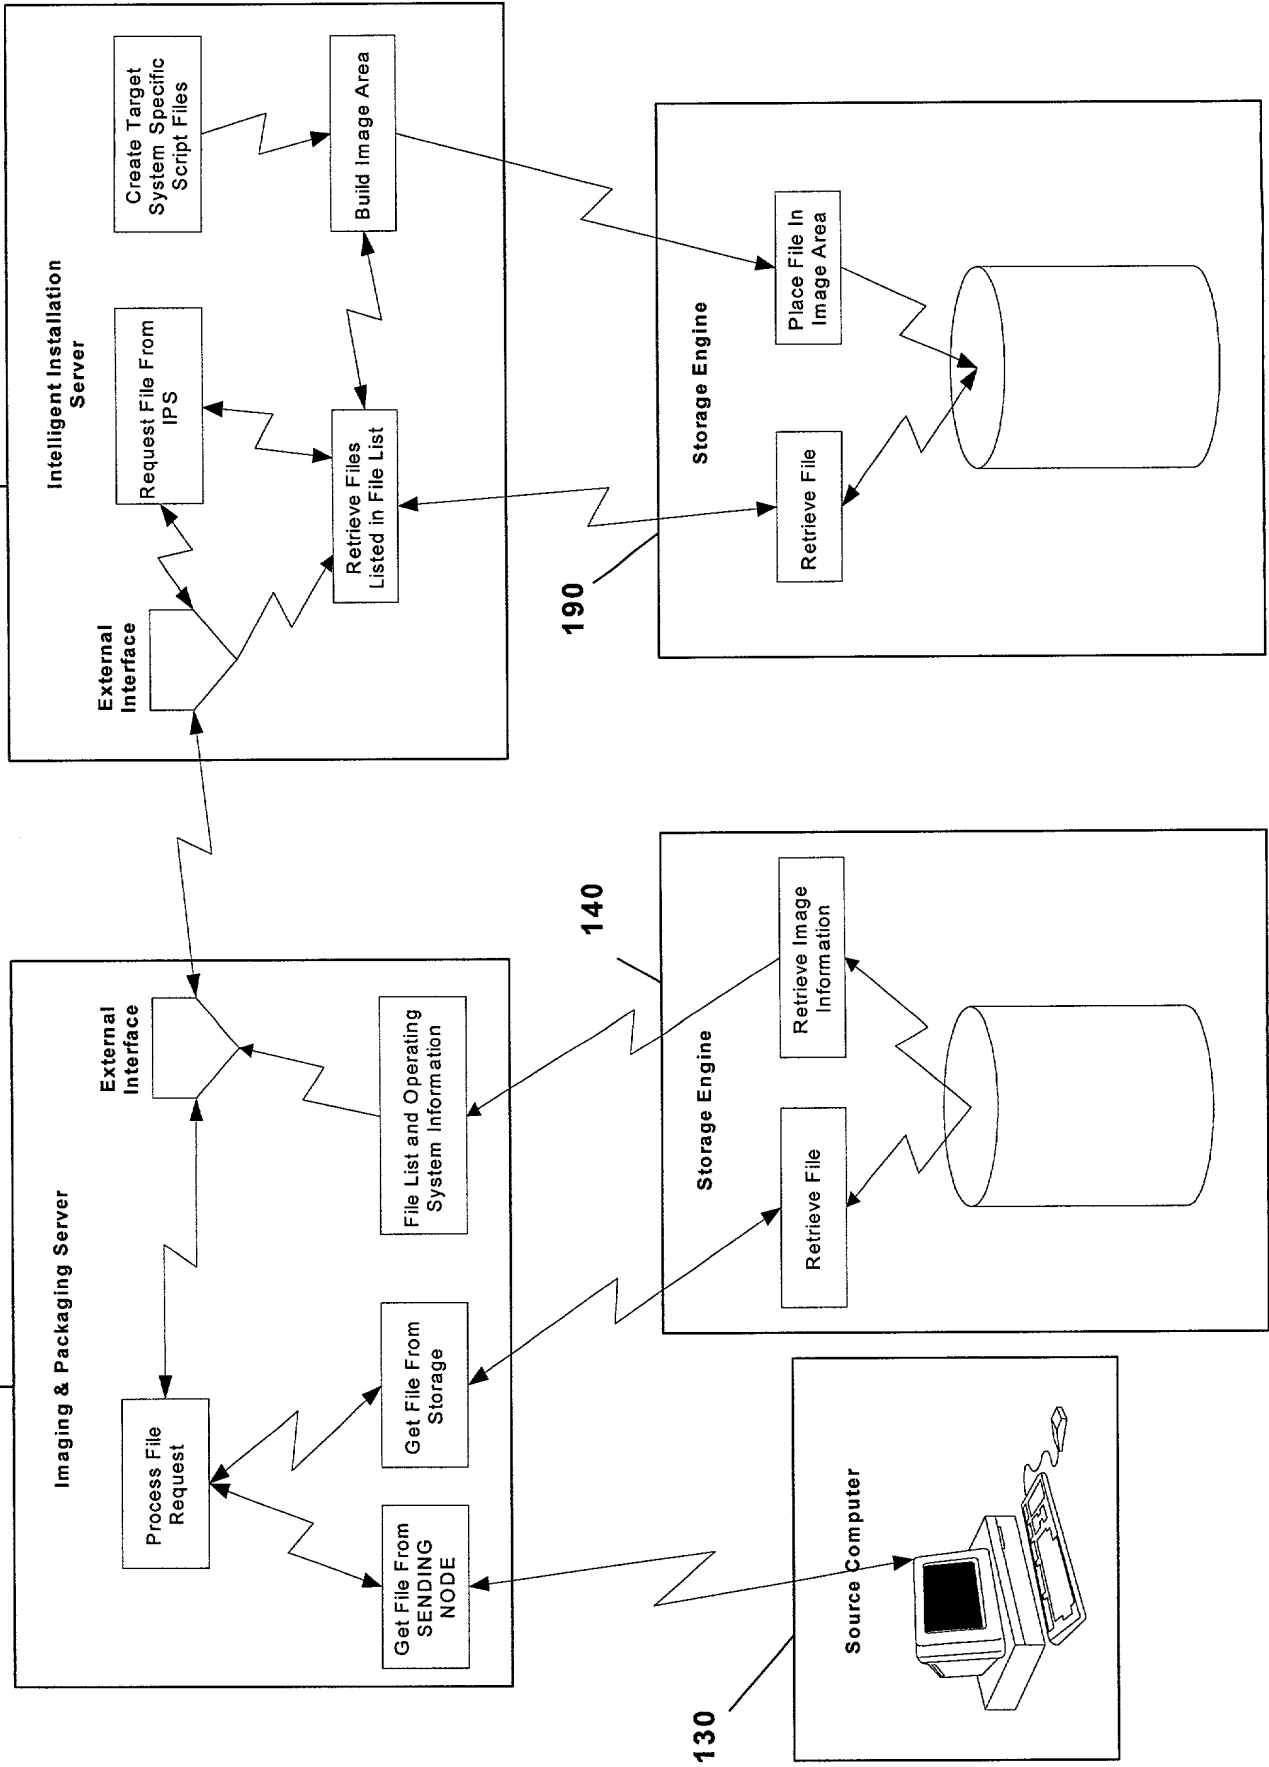 Imaging & Packaging Server
Process File
Request
External
Interface
Get File From
SENDING
NODE
Get File From
Storage
File List and Operating
System Information
Intelligent Installation
Server
External
Interface
Request File From
IPS
Create Target
System Specific
Script Files
Retrieve Files
Listed in File List
Build Image Area
130
Source Computer
140
Storage Engine
Retrieve File
Retrieve Image
Information
190
Storage Engine
Retrieve File
Place File In
Image Area